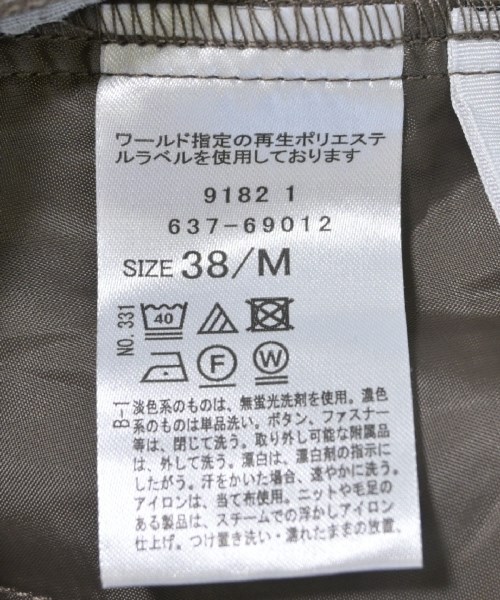 ワールド指定の再生ポリエステ
ルラベルを使用しております
9182 1
637-69012
SIZE 38/M
NO. 331
40
F
W
B-1
淡色系のものは、無蛍光洗剤を使用。濃色
系のものは単品洗い。ボタン、ファスナー
等は、閉じて洗う。取り外し可能な附属品
は、外して洗う。漂白は、漂白剤の指示に
したがう。汗をかいた場合、速やかに洗う。
アイロンは、当て布使用。ニットや毛足の
ある製品は、スチームでの浮かしアイロン
仕上げ。つけ置き洗い・濡れたままの放置、